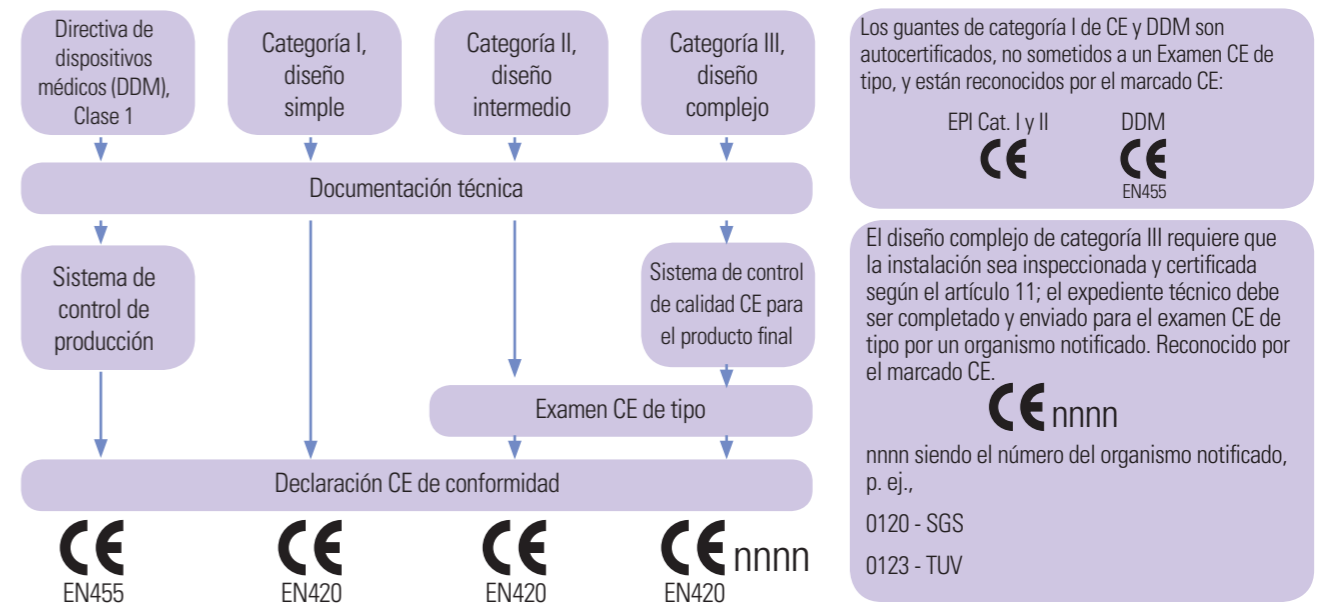 Directiva de
dispositivos
médicos (DDM),
Clase 1
Categoría I,
diseño
simple
Categoría II,
diseño
intermedio
Categoría III,
diseño
complejo
Documentación técnica
Sistema de
control de
producción
Sistema de control
de calidad CE para
el producto final
Examen CE de tipo
Declaración CE de conformidad
CE
EN455
CE
EN420
CE
EN420
CE nnnn
EN420
Los guantes de categoría I de CE y DDM son
autocertificados, no sometidos a un Examen CE de
tipo, y están reconocidos por el marcado CE:
EPI Cat. I y II
CE
DDM
CE
EN455
El diseño complejo de categoría III requiere que
la instalación sea inspeccionada y certificada
según el artículo 11; el expediente técnico debe
ser completado y enviado para el examen CE de
tipo por un organismo notificado. Reconocido por
el marcado CE.
CE nnnn
nnnn siendo el número del organismo notificado,
p. ej.,
0120 - SGS
0123 - TUV